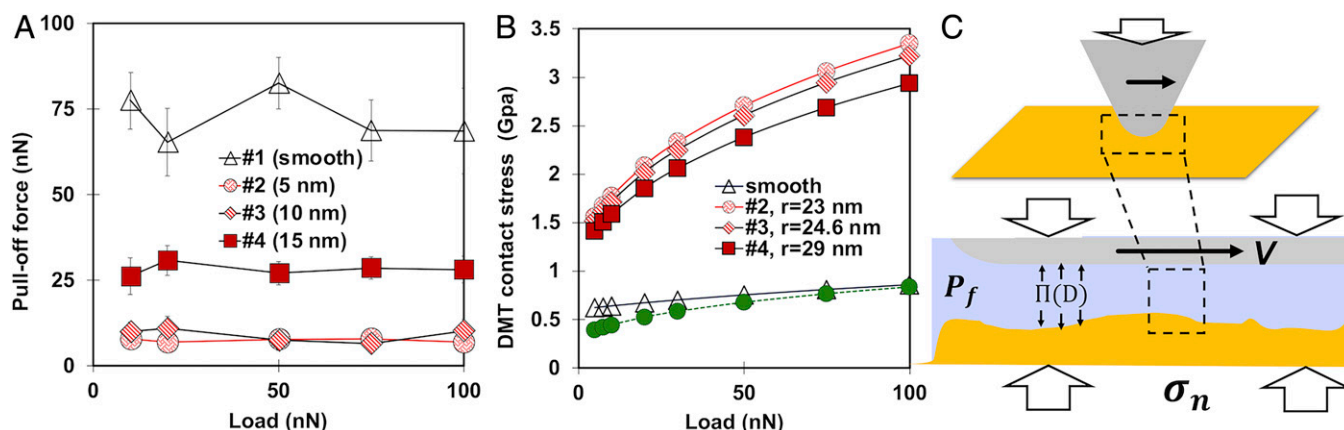 A
Pull-off force (nN)
100
75
50
25
0
#1 (smooth)
#2 (5 nm)
#3 (10 nm)
#4 (15 nm)
0
50
100
Load (nN)
B
DMT contact stress (Gpa)
3.5
3
2.5
2
1.5
1
0.5
0
smooth
#2, r=23 nm
#3, r=24.6 nm
#4, r=29 nm
0
50
100
Load (nN)
C
V
P_f
Π(D)
σ_n